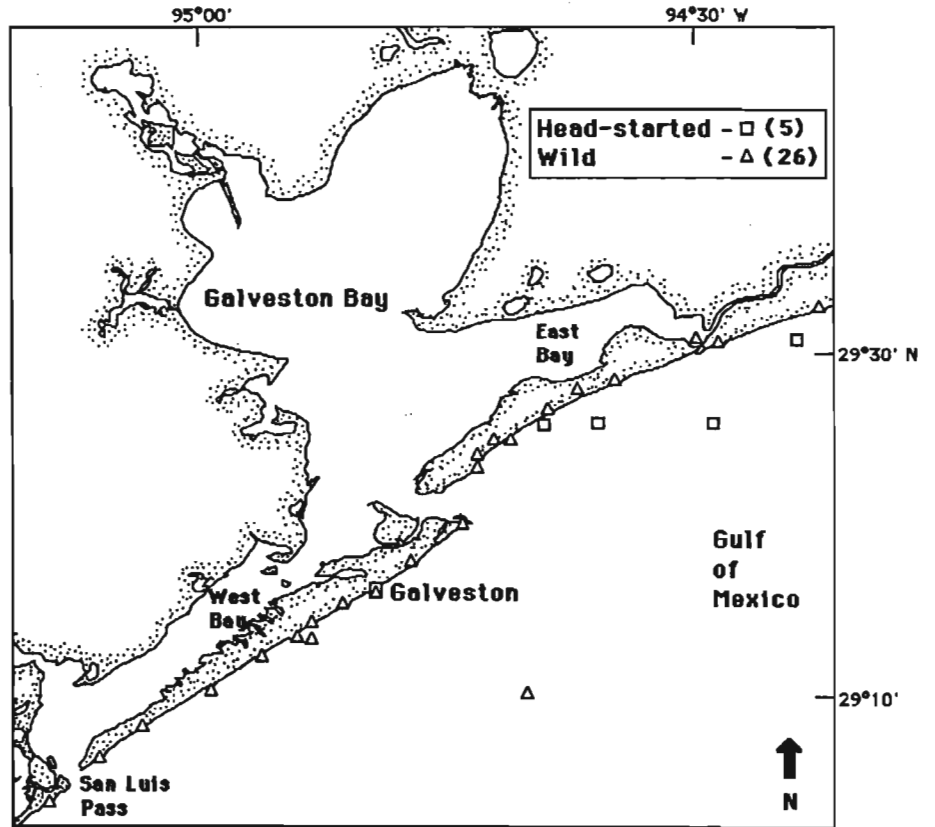 95°00'
94°30' W
Head-started - □ (5)
Wild - △ (26)
Galveston Bay
East
Bay
29°30' N
Gulf
of
Mexico
West
Bay
Galveston
29°10'
San Luis
Pass
N